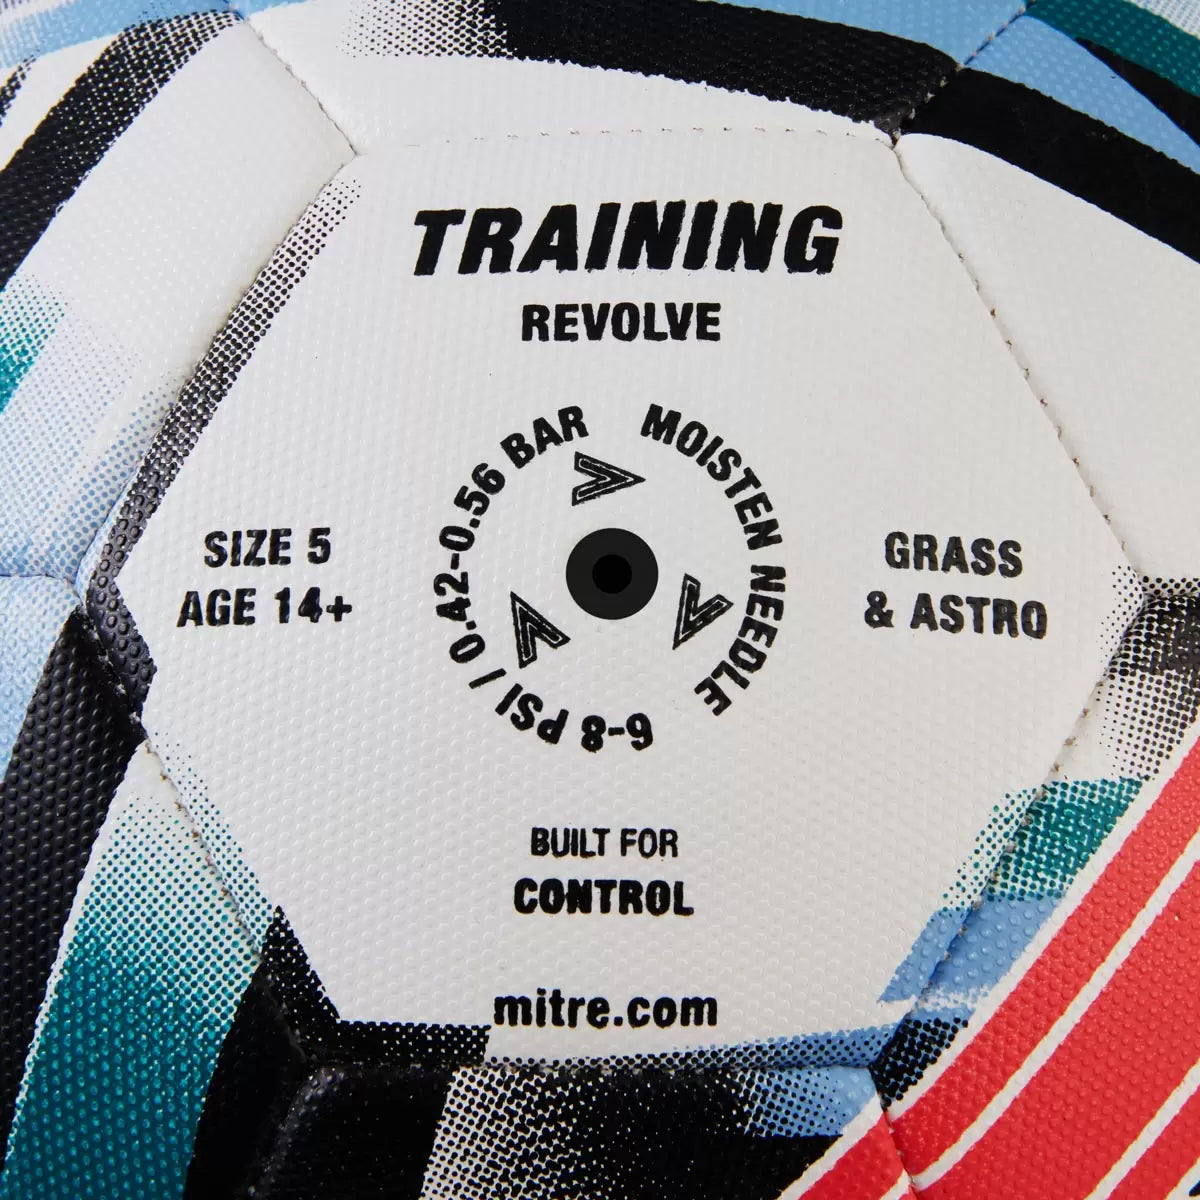 TRAINING
REVOLVE
6-8 PSI / 0.42-0.56 BAR
MOISTEN NEEDLE
SIZE 5
AGE 14+
GRASS
& ASTRO
BUILT FOR
CONTROL
mitre.com